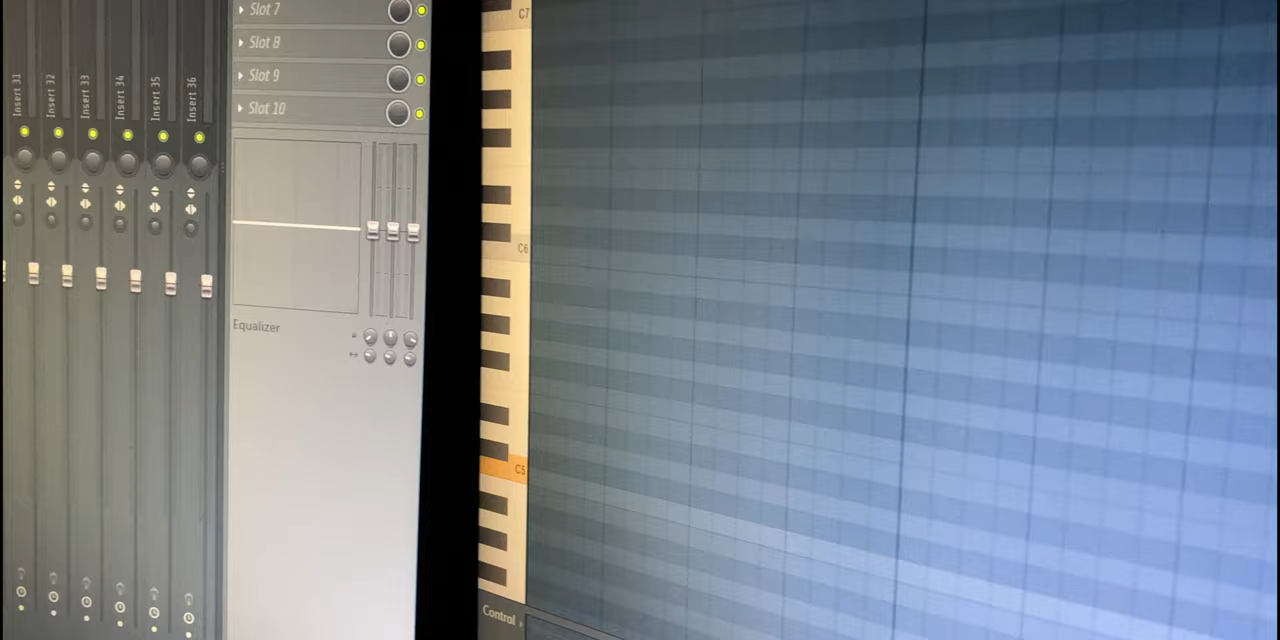 Insert 31
Insert 32
Insert 33
Insert 34
Insert 35
Insert 36
Slot 7
Slot 8
Slot 9
Slot 10
Equalizer
C7
C6
C5
Control